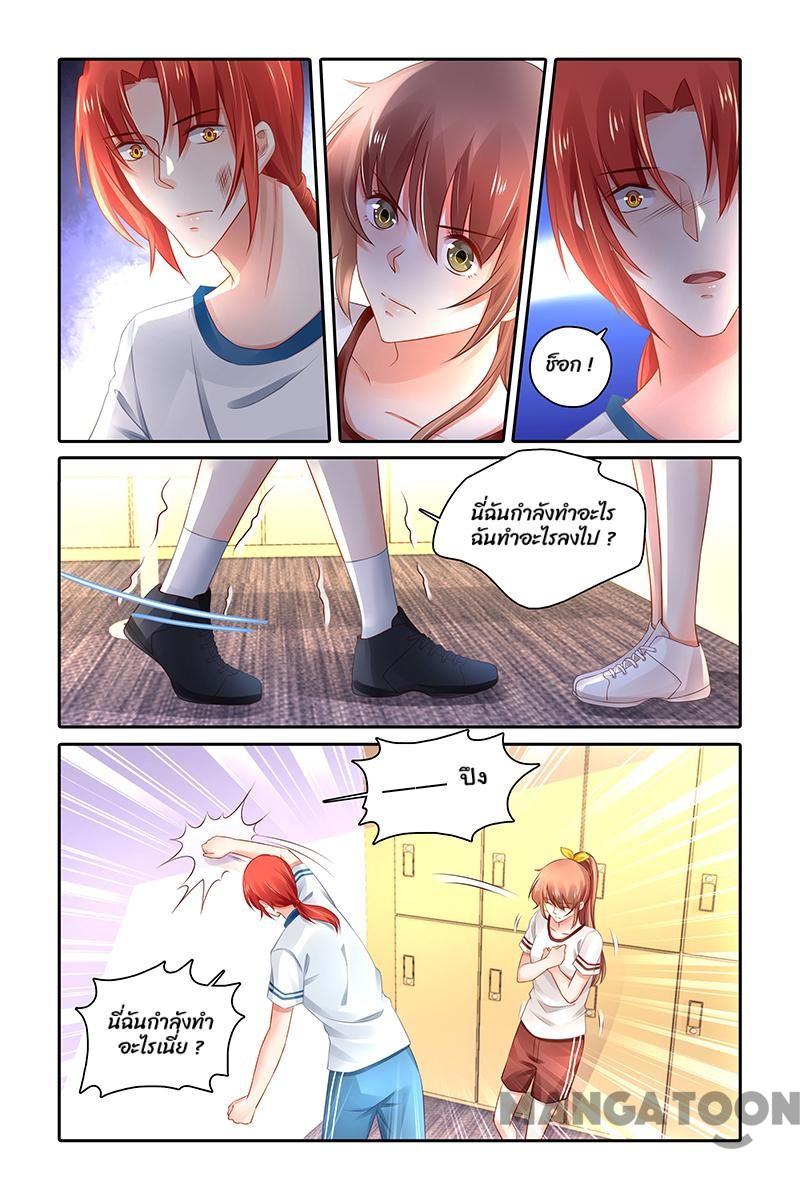 ช็อก !
นี่ฉันกำลังทำอะไร
ฉันทำอะไรลงไป ?
ปึง
นี่ฉันกำลังทำ
อะไรเนี่ย ?
MANGATOON